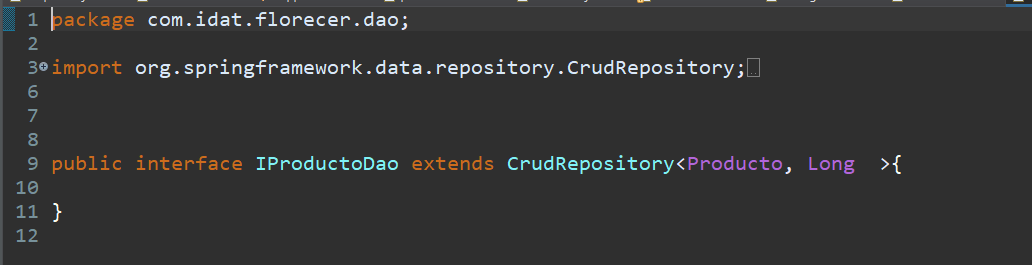 1 package com.idat.florecer.dao;
2
3 import org.springframework.data.repository.CrudRepository;
6
7
8
9 public interface IProductoDao extends CrudRepository<Producto, Long  >{
10
11 }
12